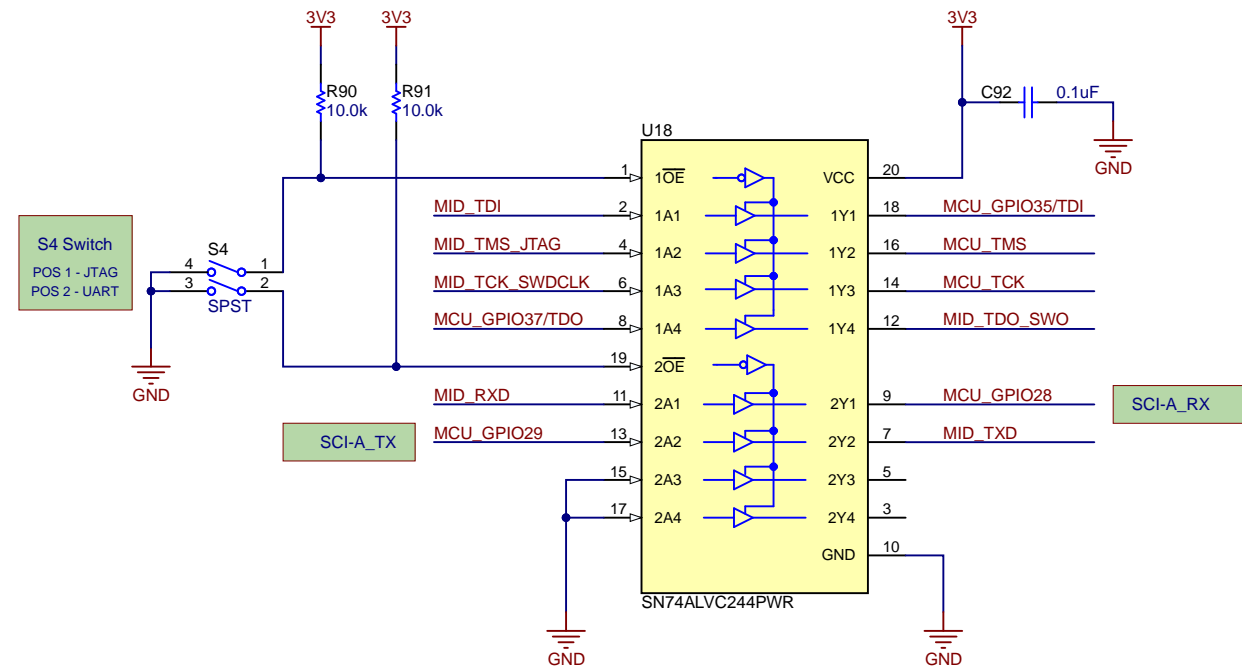 3V3
3V3
3V3
R90
10.0k
R91
10.0k
C92
0.1uF
GND
U18
1
1OE
VCC
20
MID_TDI
2
1A1
1Y1
18
MCU_GPIO35/TDI
S4 Switch
POS 1 - JTAG
POS 2 - UART
S4
4
1
3
2
SPST
GND
MID_TMS_JTAG
4
1A2
1Y2
16
MCU_TMS
MID_TCK_SWDCLK
6
1A3
1Y3
14
MCU_TCK
MCU_GPIO37/TDO
8
1A4
1Y4
12
MID_TDO_SWO
19
2OE
MID_RXD
11
2A1
2Y1
9
MCU_GPIO28
SCI-A_RX
SCI-A_TX
MCU_GPIO29
13
2A2
2Y2
7
MID_TXD
15
2A3
2Y3
5
17
2A4
2Y4
3
GND
10
SN74ALVC244PWR
GND
GND